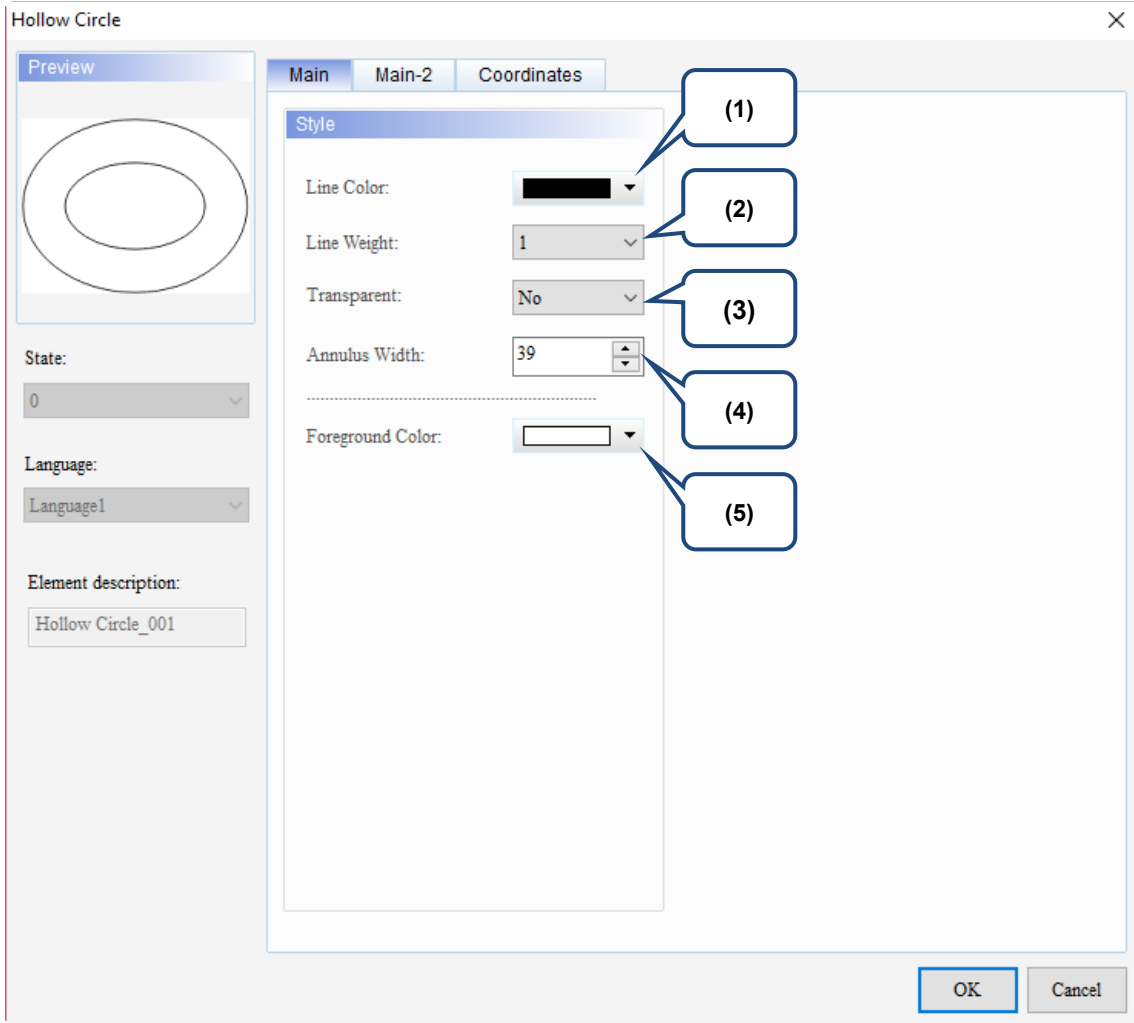 Hollow Circle
Preview
Main Main-2 Coordinates
(1)
Style
Line Color:
(2)
Line Weight: 1
Transparent: No
(3)
Annulus Width: 39
State:
0
(4)
Foreground Color:
Language:
Language1
(5)
Element description:
Hollow Circle_001
OK Cancel